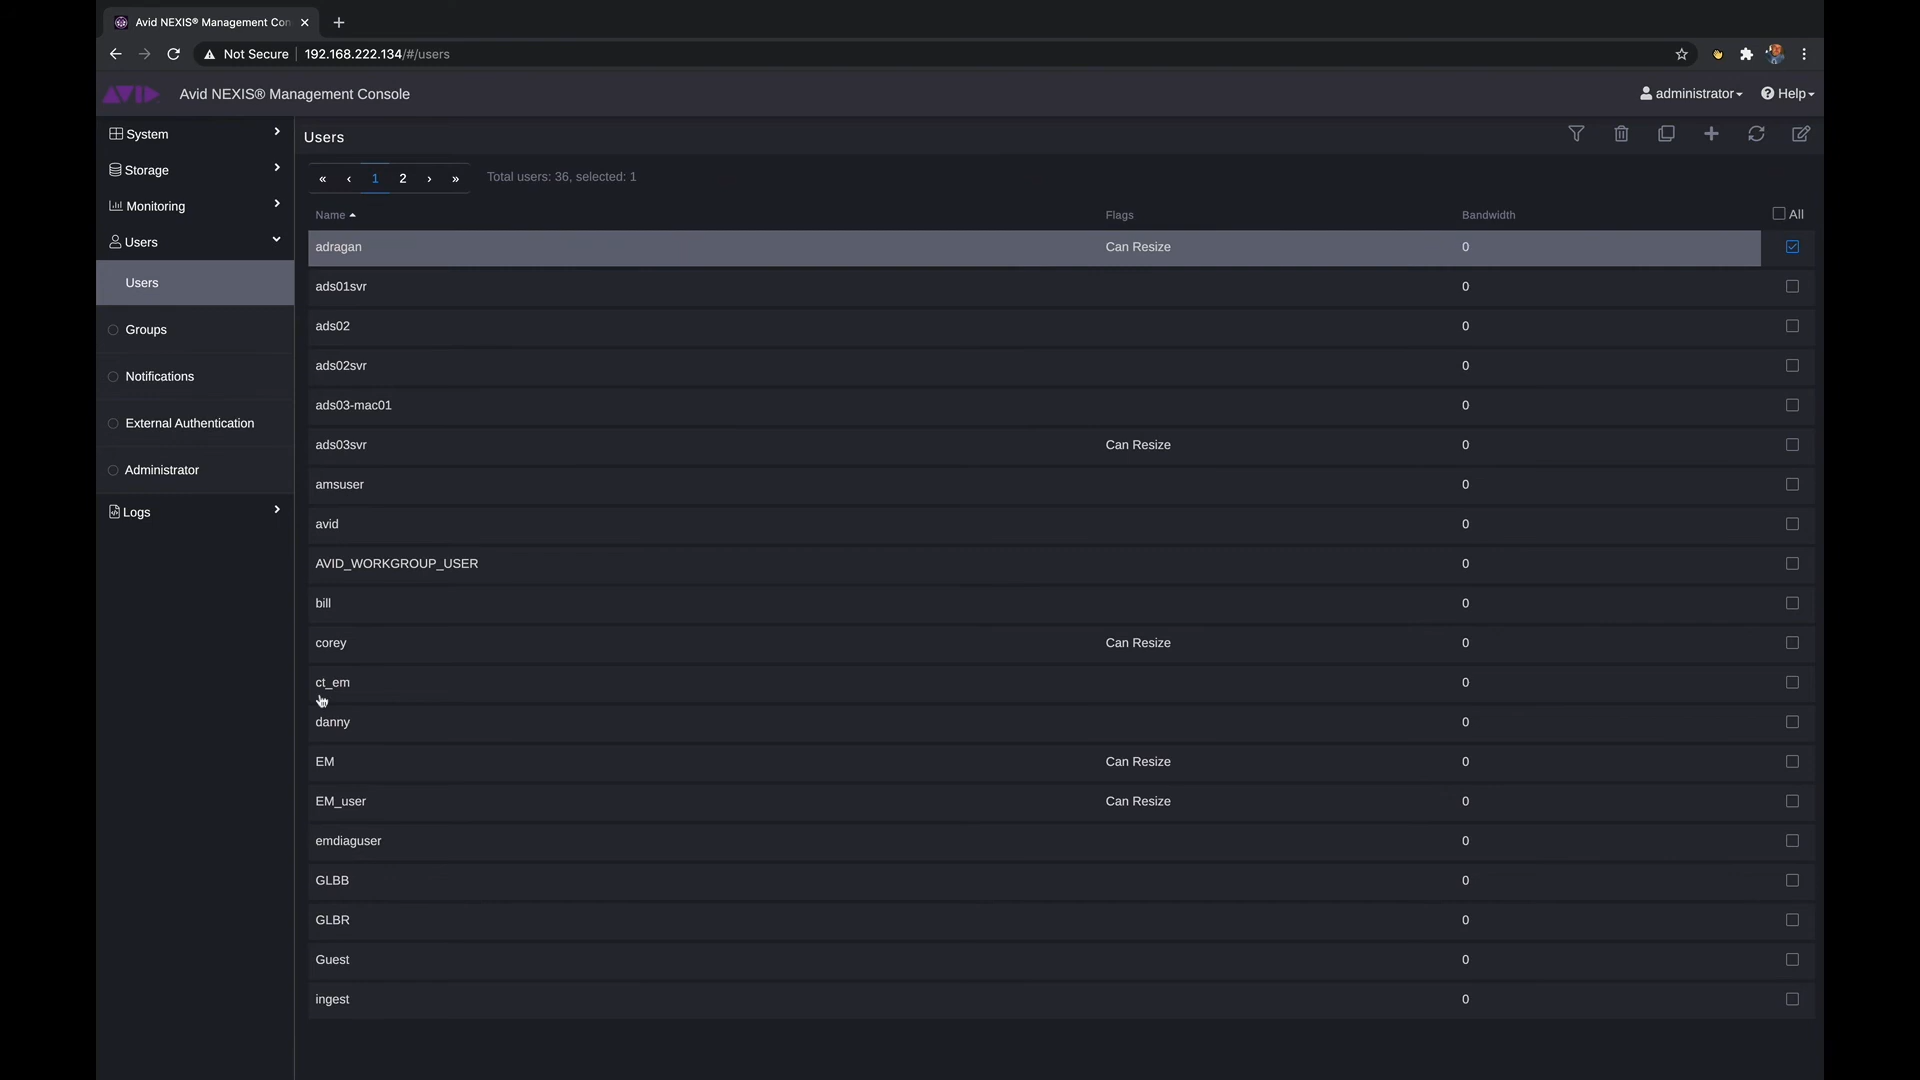 Avid NEXIS® Management Con
Not Secure 192.168.222.134/#/users
AVID Avid NEXIS® Management Console administrator Help
System
Storage
Monitoring
Users
Users
Groups
Notifications
External Authentication
Administrator
Logs
Users
« ‹ 1 2 › » Total users: 36, selected: 1
Name Flags Bandwidth All
adragan Can Resize 0
ads01svr 0
ads02 0
ads02svr 0
ads03-mac01 0
ads03svr Can Resize 0
amsuser 0
avid 0
AVID_WORKGROUP_USER 0
bill 0
corey Can Resize 0
ct_em 0
danny 0
EM Can Resize 0
EM_user Can Resize 0
emdiaguser 0
GLBB 0
GLBR 0
Guest 0
ingest 0